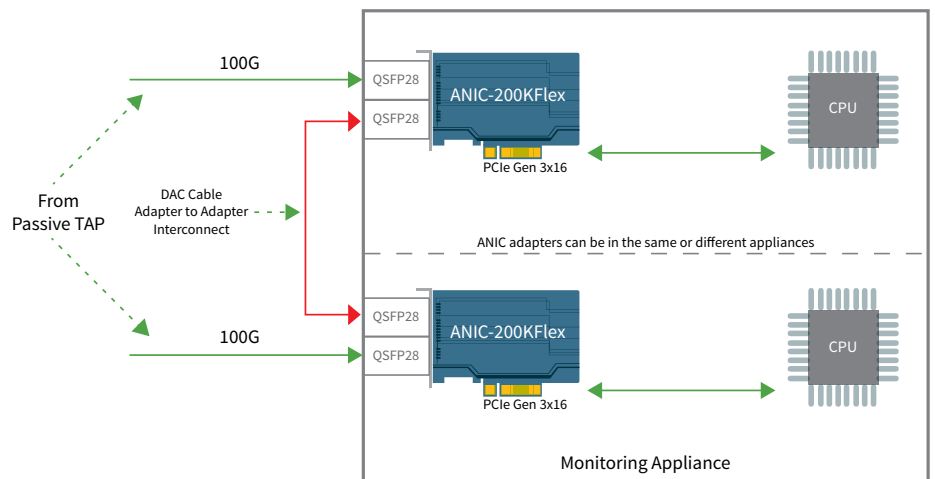 100G
QSFP28
QSFP28
ANIC-200KFlex
PCIe Gen 3x16
CPU
From
Passive TAP
DAC Cable
Adapter to Adapter
Interconnect
ANIC adapters can be in the same or different appliances
100G
QSFP28
QSFP28
ANIC-200KFlex
PCIe Gen 3x16
CPU
Monitoring Appliance